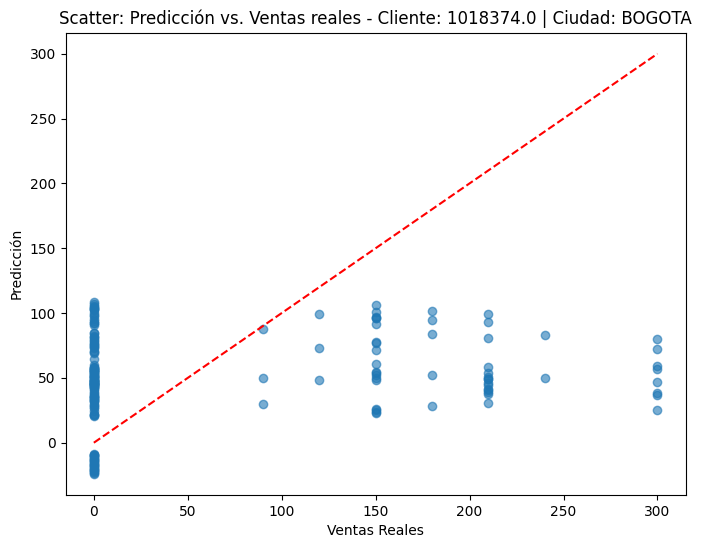 Scatter: Predicción vs. Ventas reales - Cliente: 1018374.0 | Ciudad: BOGOTA
300
250
200
150
100
50
0
Predicción
0 50 100 150 200 250 300
Ventas Reales